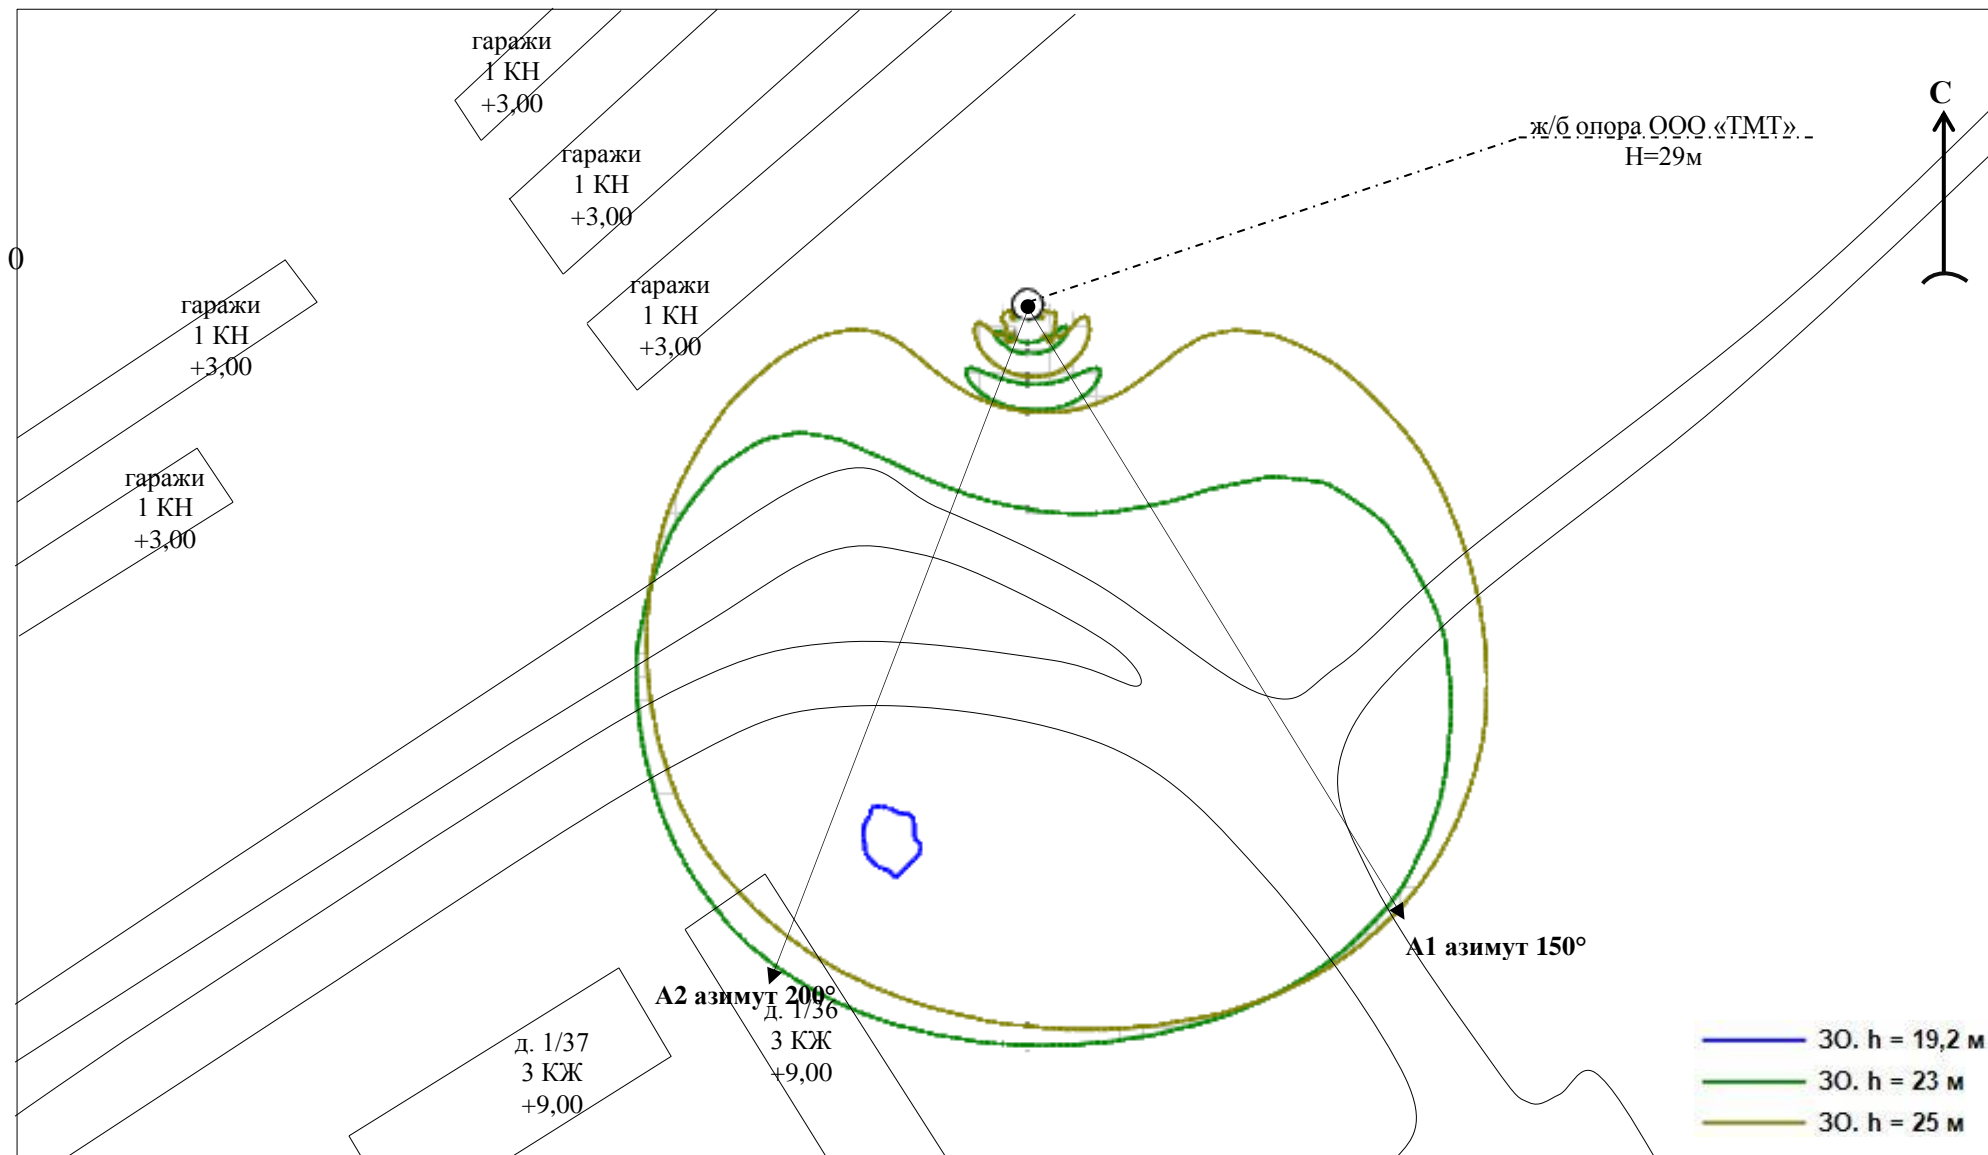 гаражи
1 КН
+3,00
С
ж/б опора ООО «ТМТ»
Н=29м
гаражи
1 КН
+3,00
0
гаражи
1 КН
+3,00
гаражи
1 КН
+3,00
гаражи
1 КН
+3,00
А1 азимут 150°
А2 азимут 200°
д. 1/36
3 КЖ
+9,00
д. 1/37
3 КЖ
+9,00
ЗО. h = 19,2 м
ЗО. h = 23 м
ЗО. h = 25 м